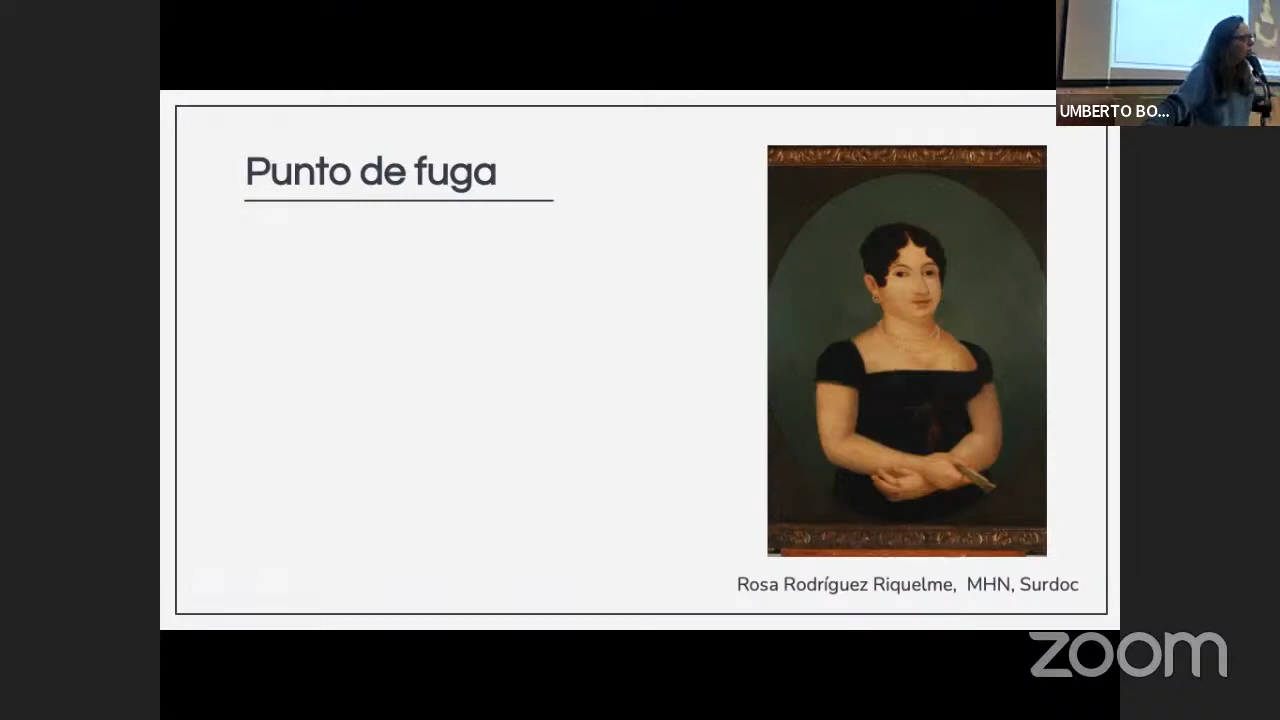 UMBERTO BO...
Punto de fuga
Rosa Rodríguez Riquelme, MHN, Surdoc
zoom